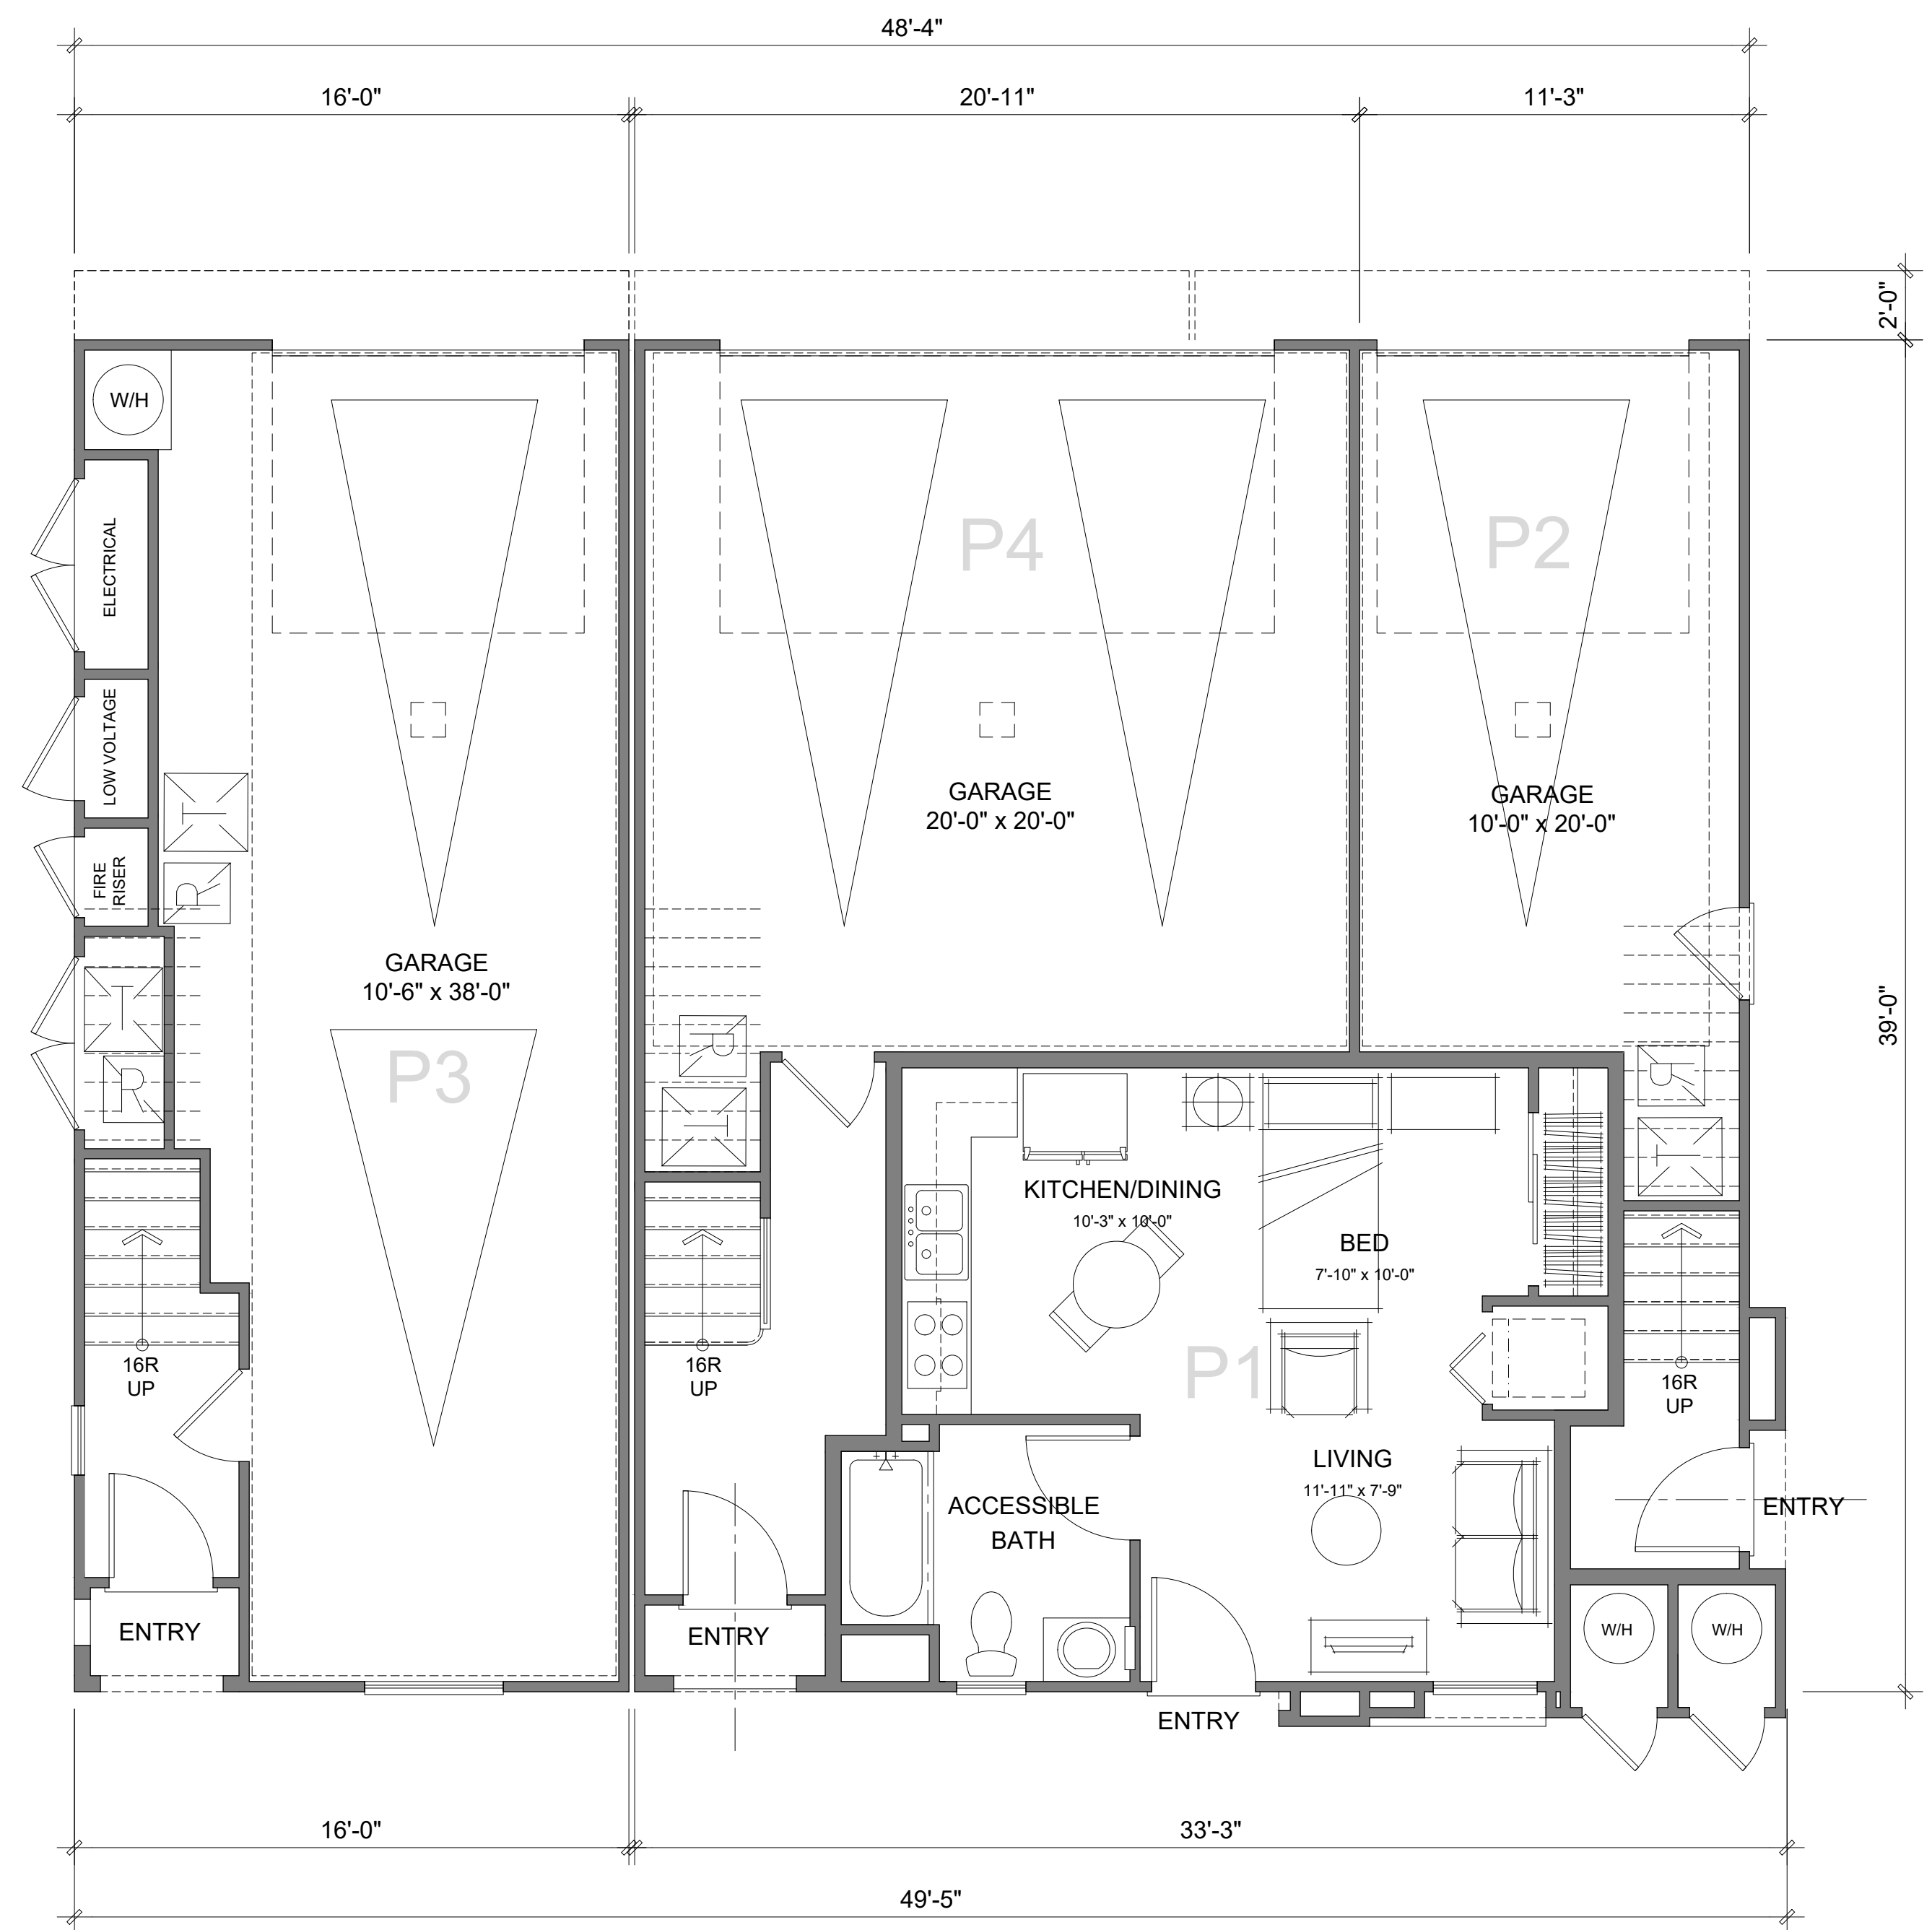 48'-4"
16'-0"
20'-11"
11'-3"
2'-0"
W/H
ELECTRICAL
P4
P2
LOW VOLTAGE
T
GARAGE
20'-0" x 20'-0"
GARAGE
10'-0" x 20'-0"
FIRE
RISER
R
GARAGE
10'-6" x 38'-0"
39'-0"
T
R
P3
R
T
R
T
KITCHEN/DINING
10'-3" x 10'-0"
BED
7'-10" x 10'-0"
16R
UP
16R
UP
P1
16R
UP
LIVING
11'-11" x 7'-9"
ACCESSIBLE
BATH
ENTRY
ENTRY
ENTRY
W/H
W/H
ENTRY
16'-0"
33'-3"
49'-5"